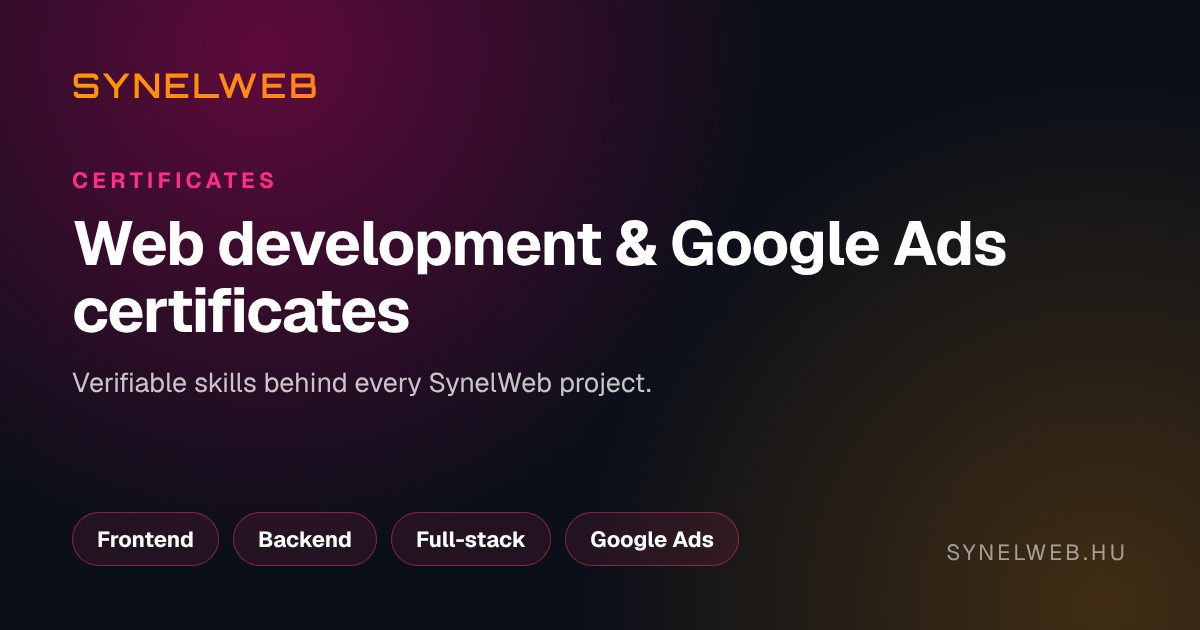 SYNELWEB
CERTIFICATES
Web development & Google Ads
certificates
Verifiable skills behind every SynelWeb project.
Frontend
Backend
Full-stack
Google Ads
SYNELWEB.HU